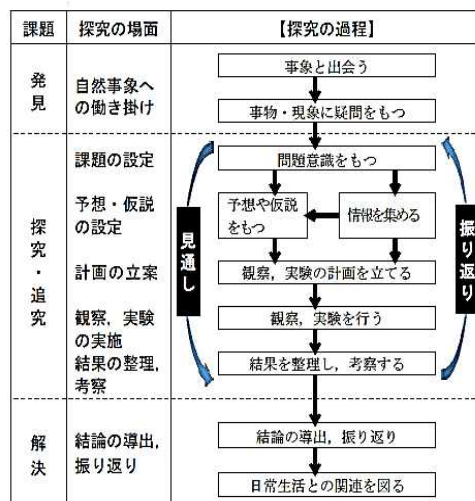 課題 探究の場面 【探究の過程】
発見
自然事象へ
の働き掛け
事象と出会う
事物・現象に疑問をもつ
探究・追究
課題の設定
問題意識をもつ
予想・仮説
の設定
予想や仮説
をもつ
情報を集める
見通し
振り返り
計画の立案
観察，実験の計画を立てる
観察，実験
の実施
観察，実験を行う
結果の整理，
考察
結果を整理し，考察する
解決
結論の導出，
振り返り
結論の導出，振り返り
日常生活との関連を図る